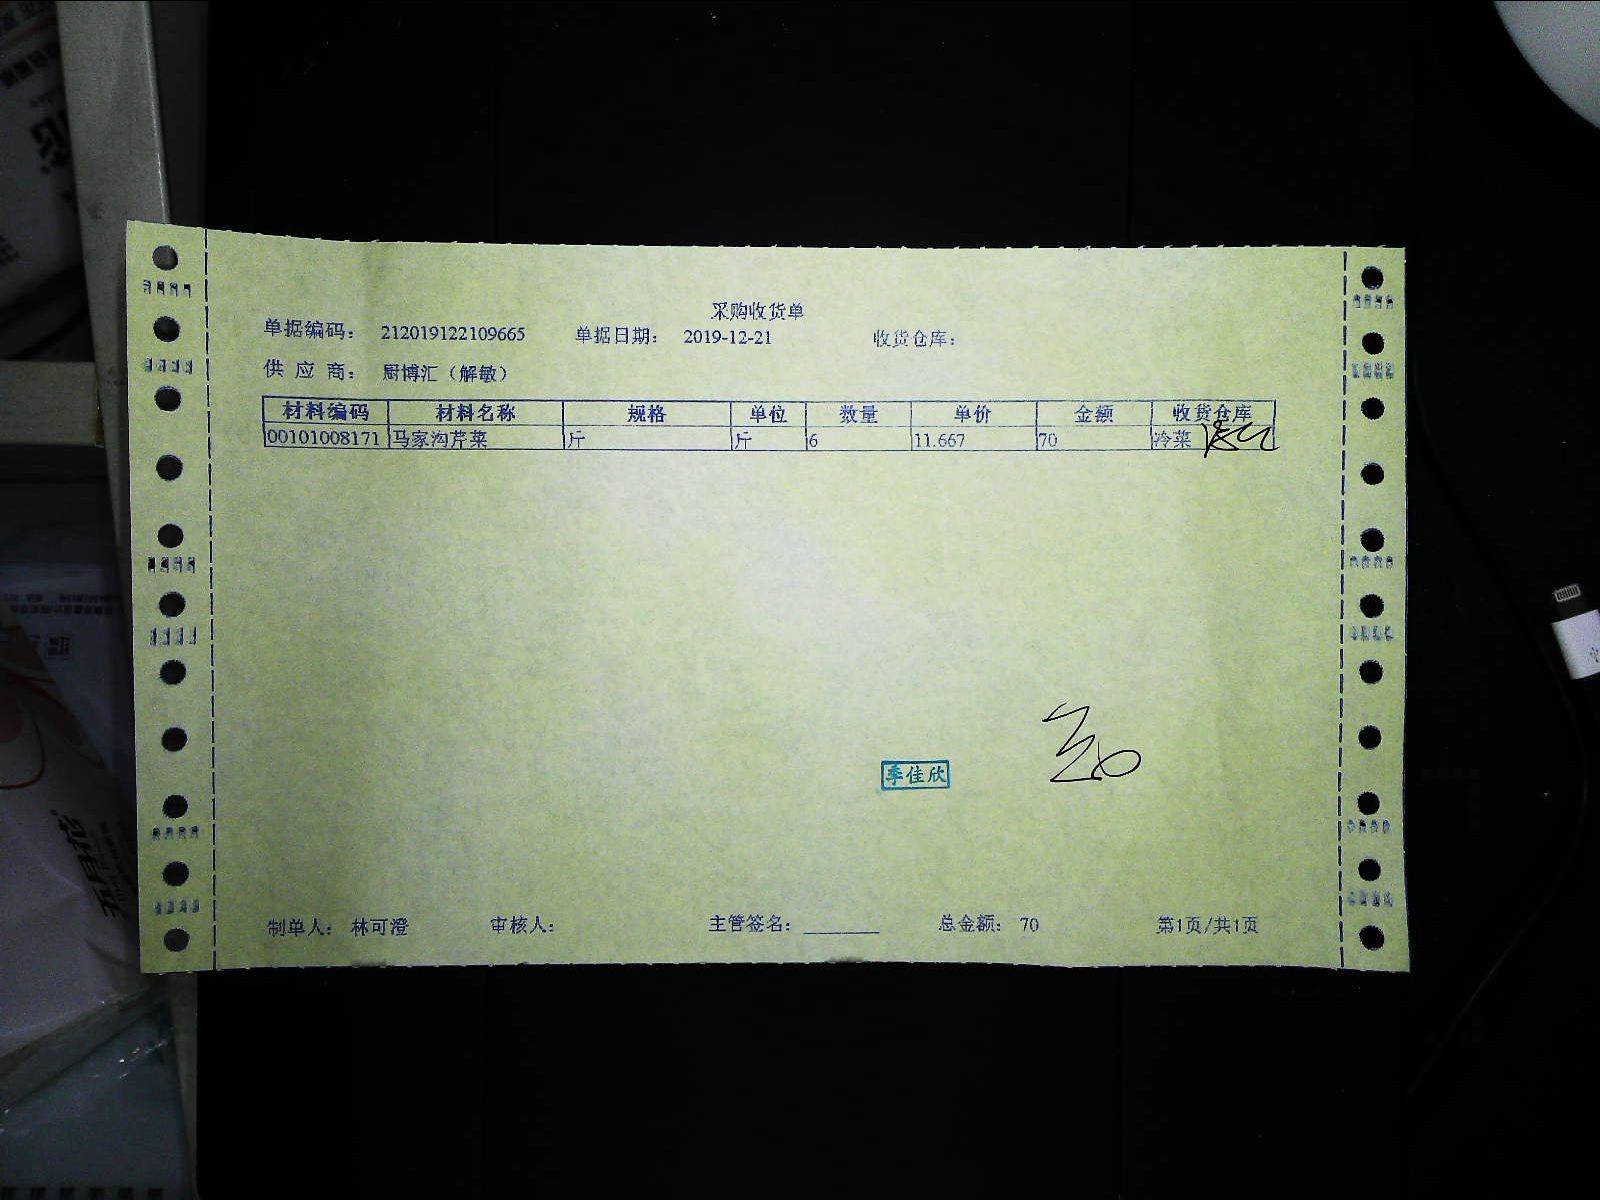 采购收货单
单据编码： 212019122109665 单据日期： 2019-12-21 收货仓库：
供 应 商： 厨博汇（解敏）
材料编码 材料名称 规格 单位 数量 单价 金额 收货仓库
00101008171 马家沟芹菜 斤 斤 6 11.667 70 冷菜
季佳欣
制单人： 林可澄 审核人： 主管签名： 总金额： 70 第1页/共1页